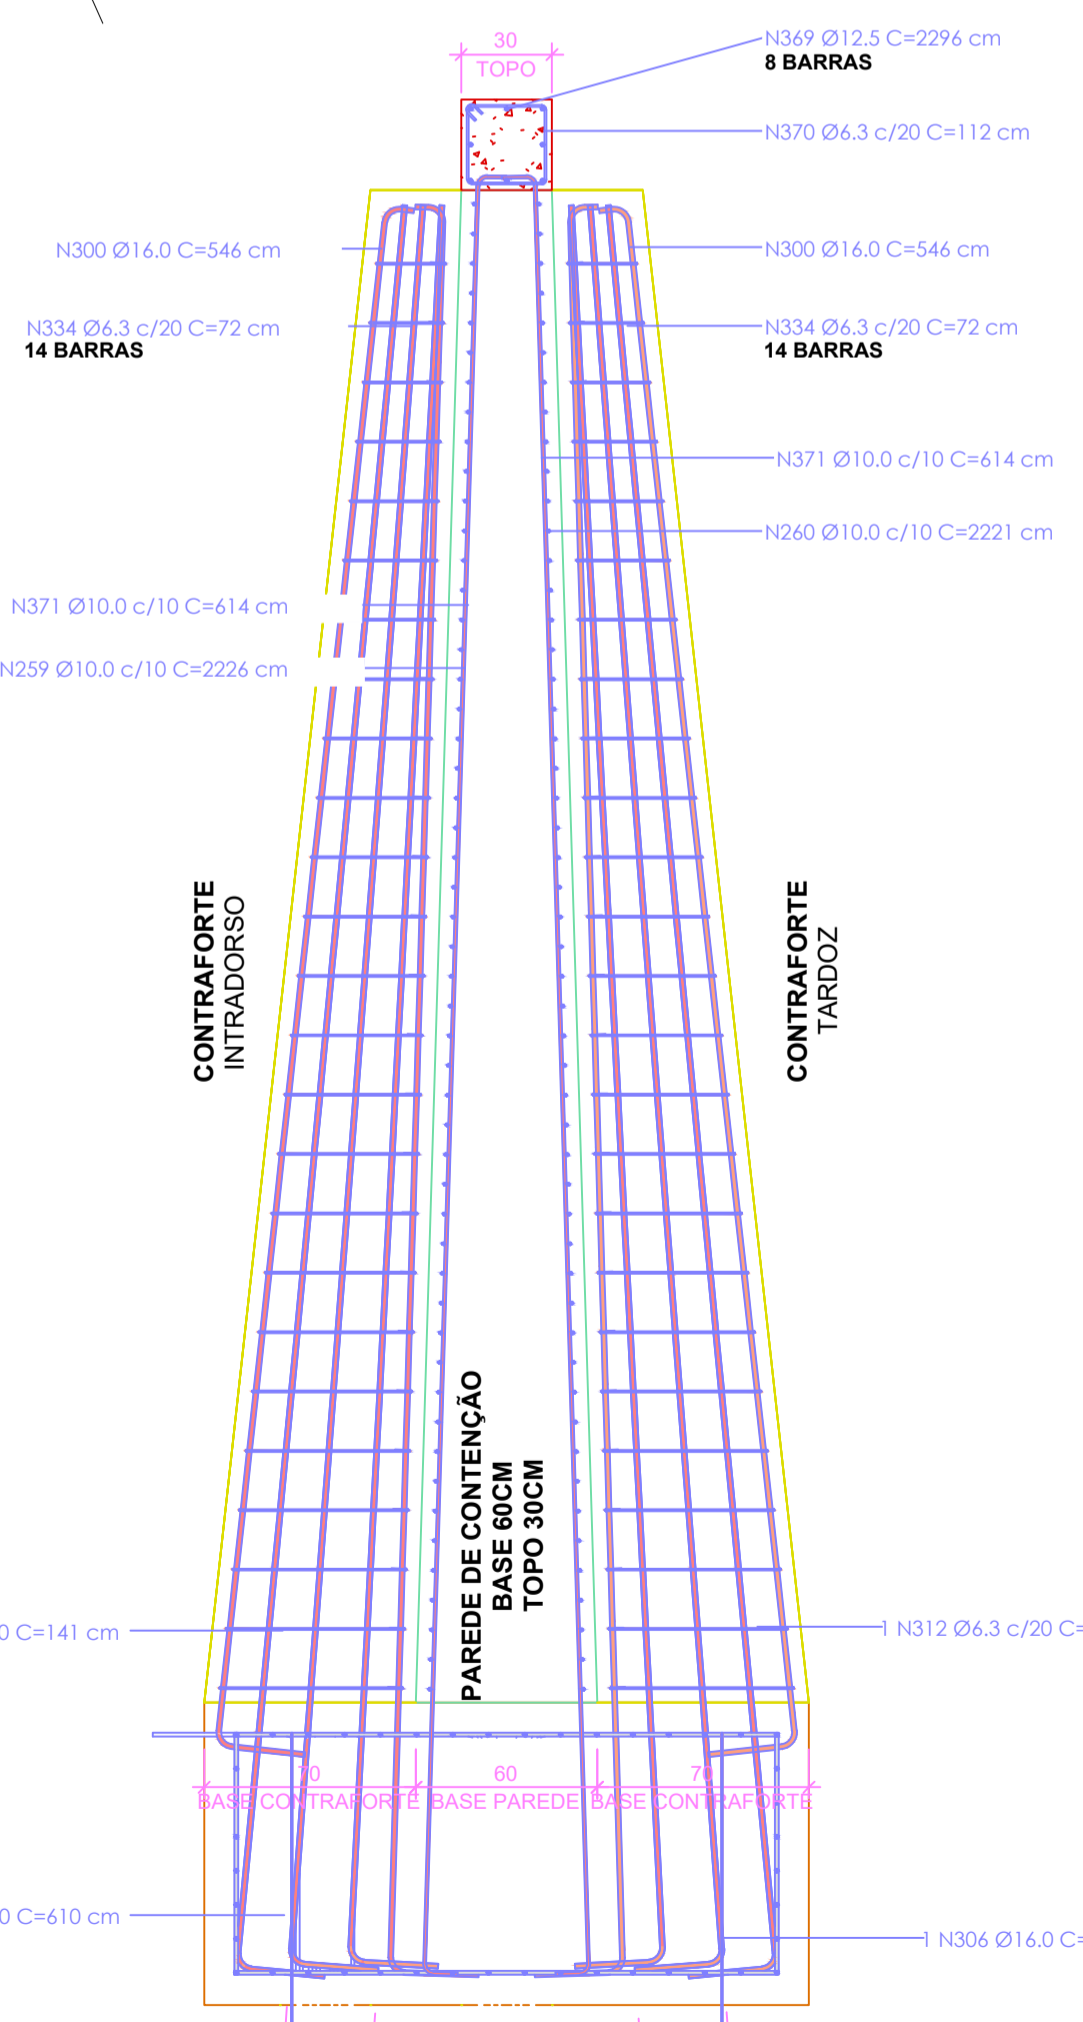 30
TOPO
N369 Ø12.5 C=2296 cm
8 BARRAS
N370 Ø6.3 c/20 C=112 cm
N300 Ø16.0 C=546 cm
N300 Ø16.0 C=546 cm
N334 Ø6.3 c/20 C=72 cm
14 BARRAS
N334 Ø6.3 c/20 C=72 cm
14 BARRAS
N371 Ø10.0 c/10 C=614 cm
N260 Ø10.0 c/10 C=2221 cm
N371 Ø10.0 c/10 C=614 cm
N259 Ø10.0 c/10 C=2226 cm
CONTRAFORTE
INTRADORSO
CONTRAFORTE
TARDOZ
PAREDE DE CONTENÇÃO
BASE 60CM
TOPO 30CM
0 C=141 cm
1 N312 Ø6.3 c/20 C=
70
60
70
BASE CONTRAFORTE
BASE PAREDE
BASE CONTRAFORTE
0 C=610 cm
1 N306 Ø16.0 C=